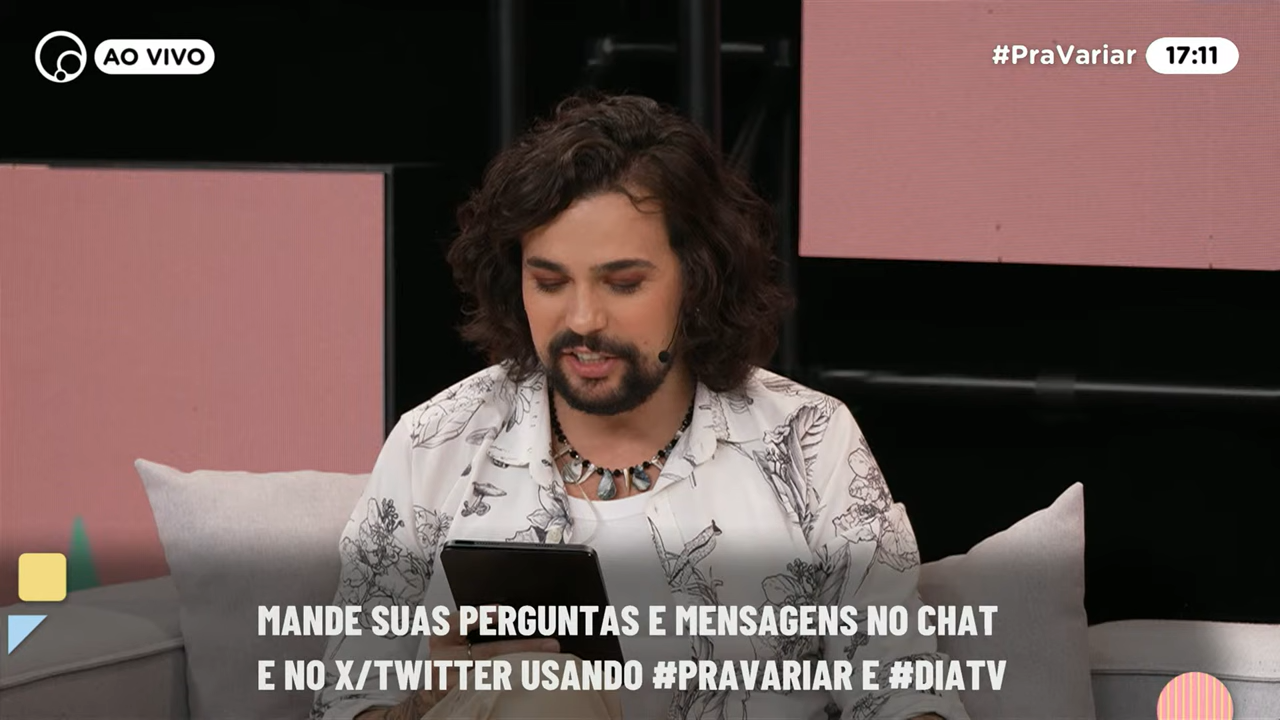 AO VIVO
#PraVariar 17:11
MANDE SUAS PERGUNTAS E MENSAGENS NO CHAT
E NO X/TWITTER USANDO #PRAVARIAR E #DIATV